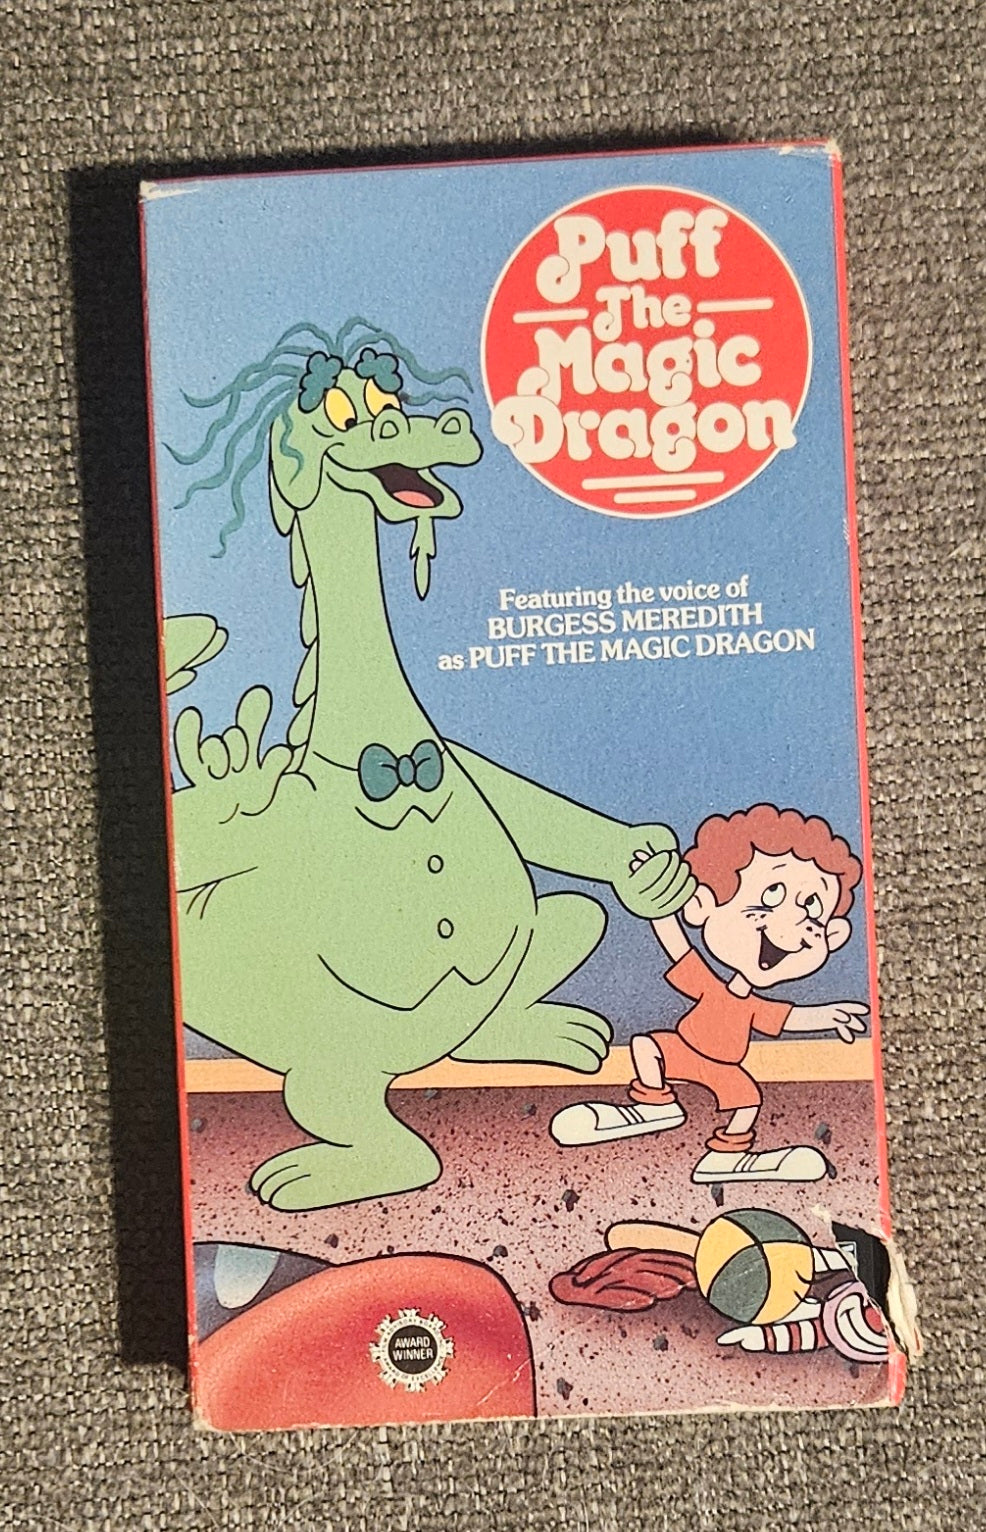 Puff
The
Magic
Dragon
Featuring the voice of
BURGESS MEREDITH
as PUFF THE MAGIC DRAGON
AWARD
WINNER